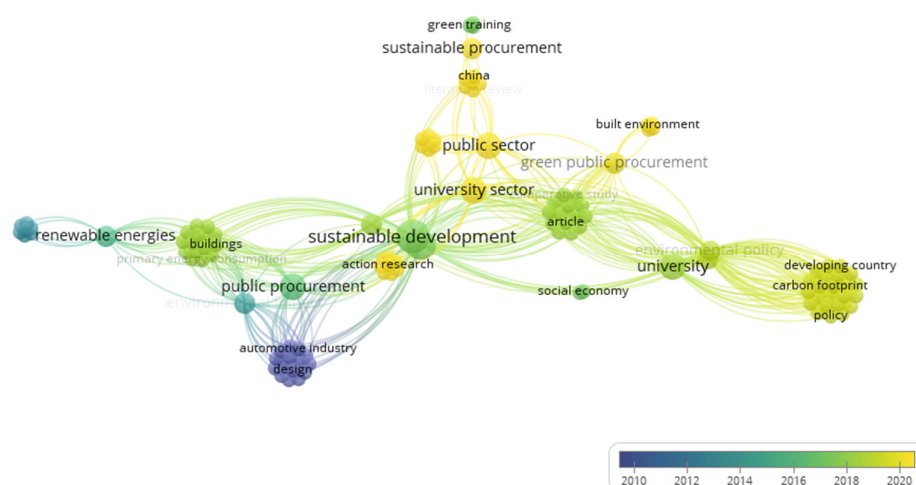 green training
sustainable procurement
china
literature review
built environment
public sector
green public procurement
university sector
comparative study
article
renewable energies
buildings
sustainable development
environmental policy
primary energy consumption
action research
university
developing country
public procurement
social economy
carbon footprint
policy
automotive industry
design
2010 2012 2014 2016 2018 2020